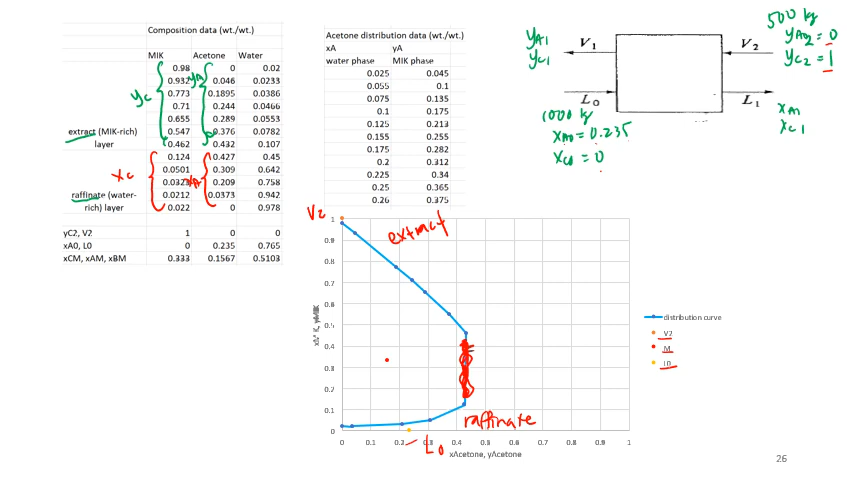 Composition data (wt./wt.)
MIK Acetone Water
0.98 0 0.02
0.932 0.046 0.0233
0.773 0.1895 0.0386
0.71 0.244 0.0466
0.655 0.289 0.0553
extract (MIK-rich) 0.547 0.376 0.0782
layer 0.462 0.432 0.107
0.124 0.427 0.45
0.0501 0.309 0.642
0.0323 0.209 0.758
raffinate (water- 0.0212 0.0373 0.942
rich) layer 0.022 0 0.978
yC2, V2 1 0 0
xA0, L0 0 0.235 0.765
xCM, xAM, xBM 0.333 0.1567 0.5103
yC
yA
xC
xA
Acetone distribution data (wt./wt.)
xA yA
water phase MIK phase
0.025 0.045
0.055 0.1
0.075 0.135
0.1 0.175
0.125 0.213
0.155 0.255
0.175 0.282
0.2 0.312
0.225 0.34
0.25 0.365
0.26 0.375
500 kg
yA1 V1 V2 yA02 = 0
yC1 yC2 = 1
L0 L1
1000 kg xA1
xA0 = 0.235 xC1
xC0 = 0
V2
extract
1
0.9
0.8
0.7
0.6
0.5
0.4
0.3
0.2
0.1
0
0 0.1 0.2 0.3 0.4 0.5 0.6 0.7 0.8 0.9 1
raffinate
L0
xAcetone, yAcetone
distribution curve
V2
M
L0
26